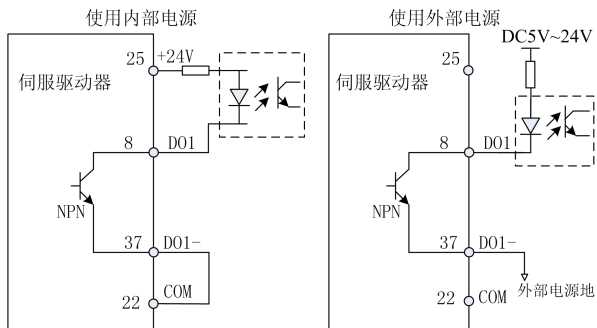 使用内部电源
25
+24V
伺服驱动器
8
DO1
NPN
37
DO1-
22
COM
使用外部电源
DC5V~24V
25
伺服驱动器
8
DO1
NPN
37
DO1-
外部电源地
22
COM